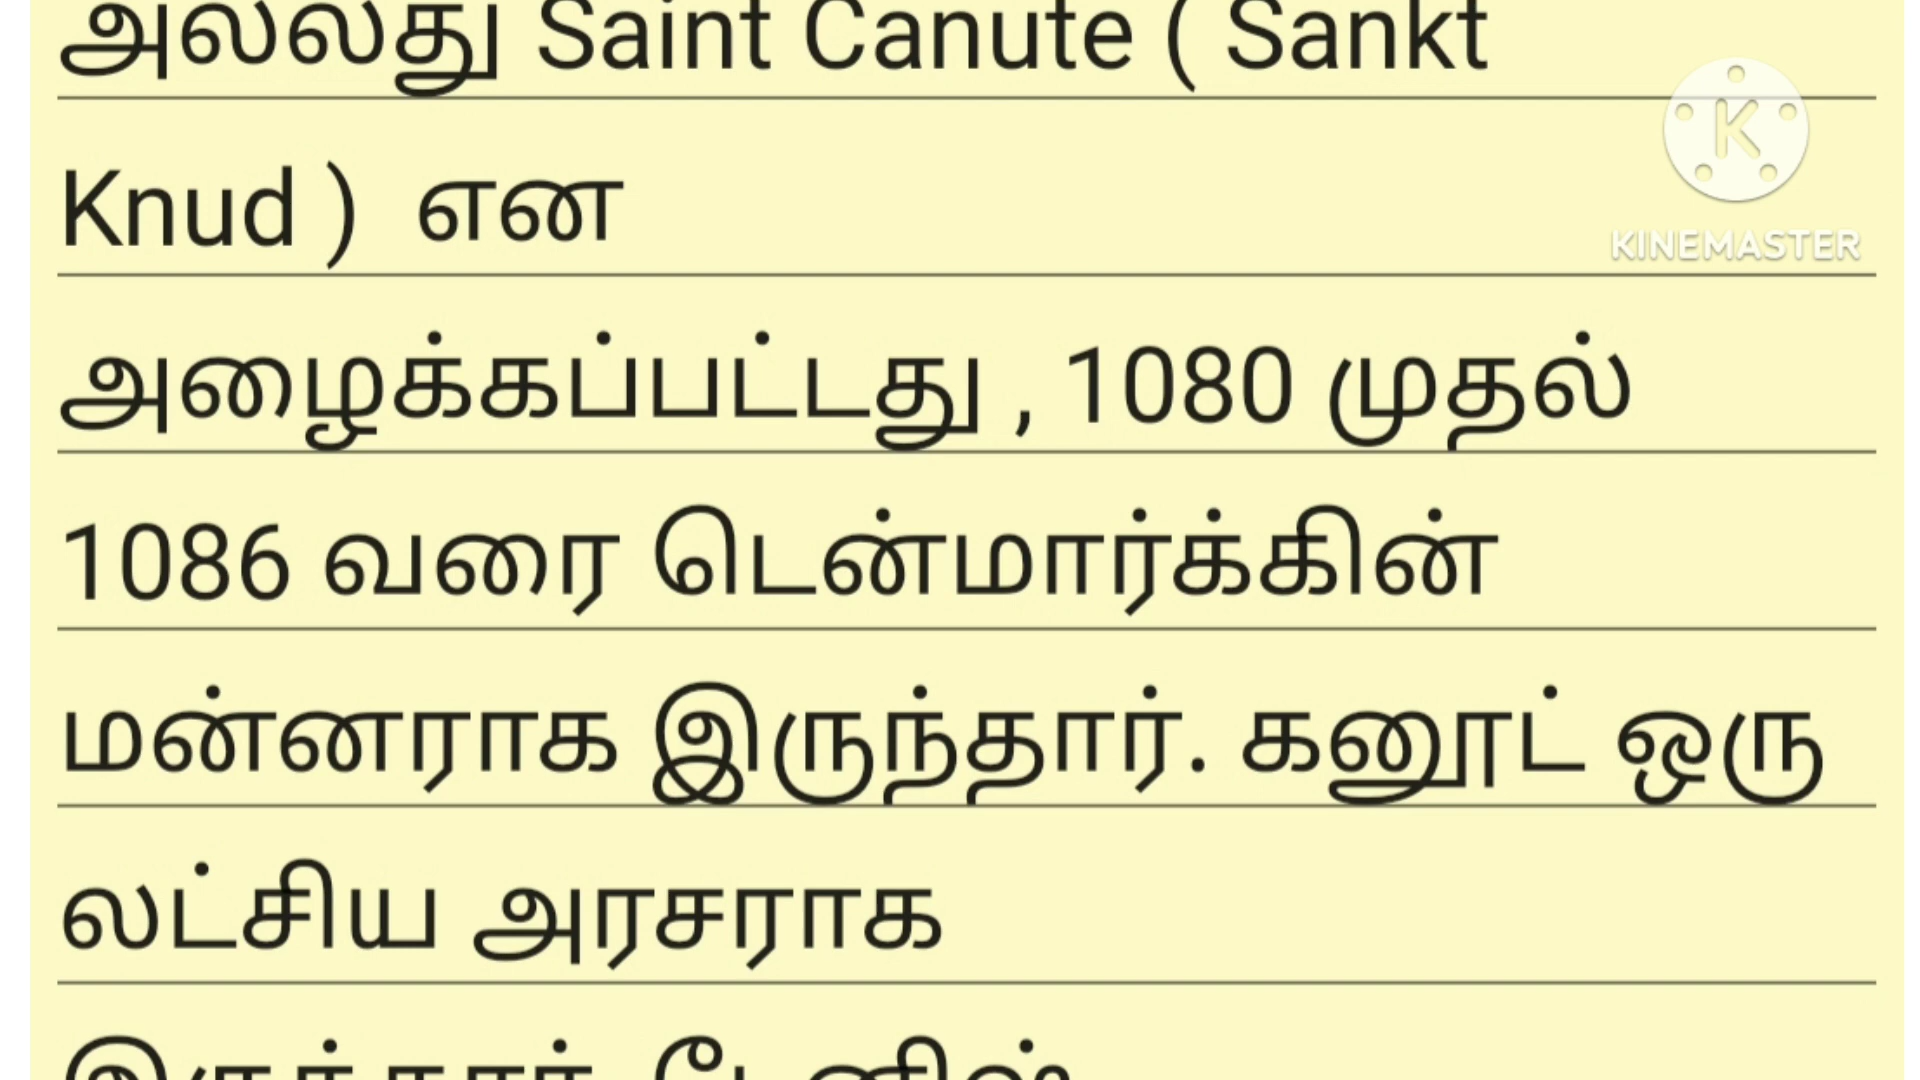 அல்லது Saint Canute ( Sankt
Knud ) என
அழைக்கப்பட்டது , 1080 முதல்
1086 வரை டென்மார்க்கின்
மன்னராக இருந்தார். கனூட் ஒரு
லட்சிய அரசராக
KINEMASTER